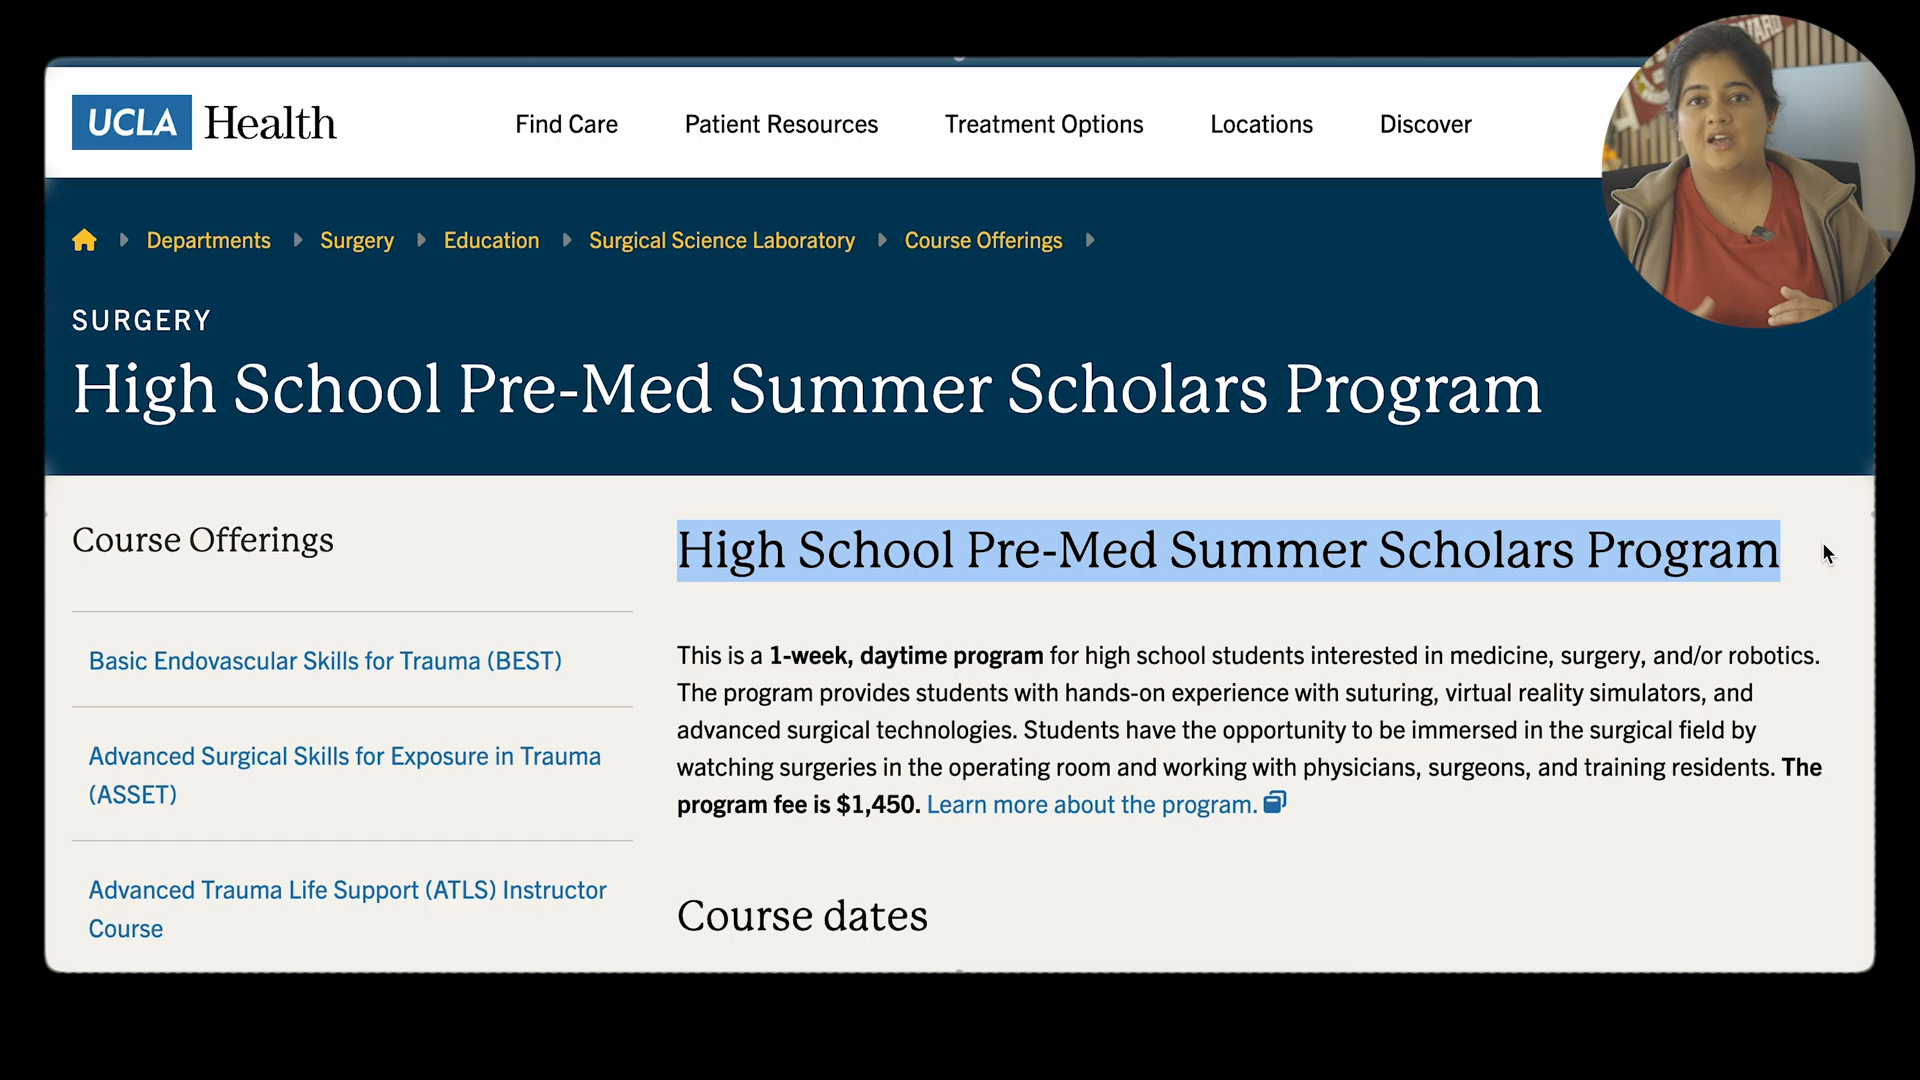 UCLA Health
Find Care
Patient Resources
Treatment Options
Locations
Discover
Departments
Surgery
Education
Surgical Science Laboratory
Course Offerings
SURGERY
High School Pre-Med Summer Scholars Program
Course Offerings
Basic Endovascular Skills for Trauma (BEST)
Advanced Surgical Skills for Exposure in Trauma
(ASSET)
Advanced Trauma Life Support (ATLS) Instructor
Course
High School Pre-Med Summer Scholars Program
This is a 1-week, daytime program for high school students interested in medicine, surgery, and/or robotics.
The program provides students with hands-on experience with suturing, virtual reality simulators, and
advanced surgical technologies. Students have the opportunity to be immersed in the surgical field by
watching surgeries in the operating room and working with physicians, surgeons, and training residents. The
program fee is $1,450. Learn more about the program.
Course dates